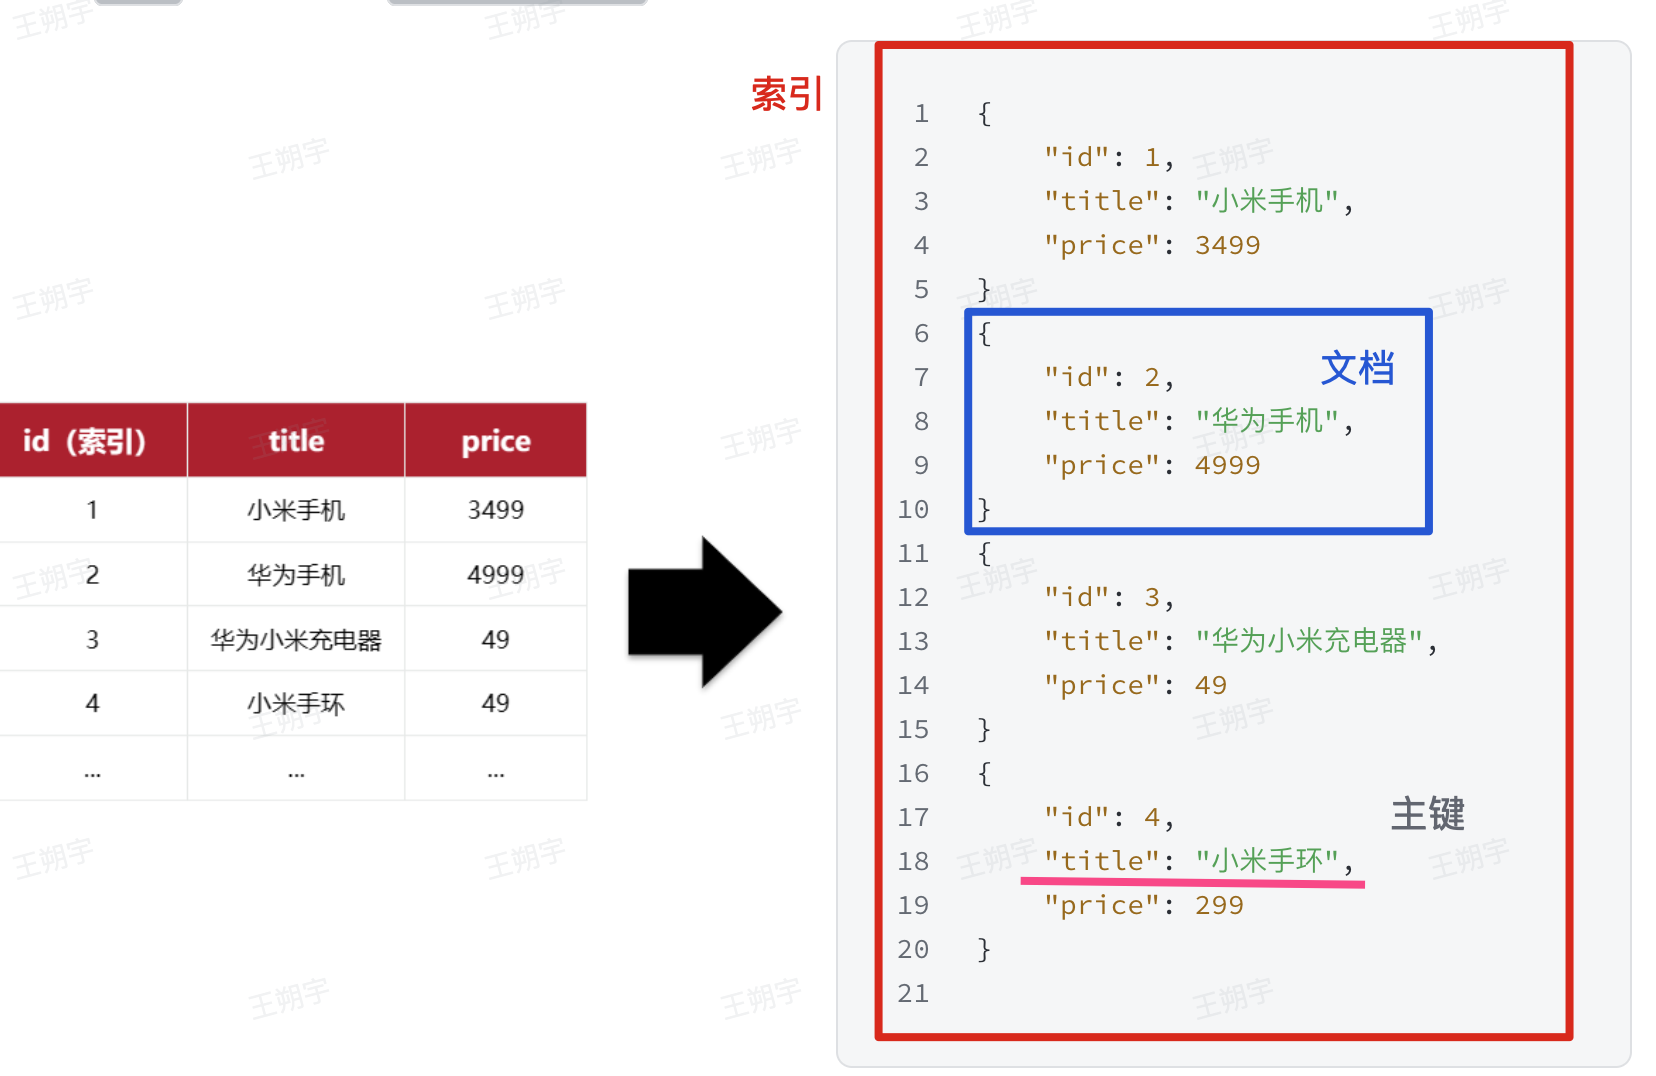 索引
id（索引） title price
1 小米手机 3499
2 华为手机 4999
3 华为小米充电器 49
4 小米手环 49
... ... ...
1 {
2 "id": 1,
3 "title": "小米手机",
4 "price": 3499
5 }
6 {
文档
7 "id": 2,
8 "title": "华为手机",
9 "price": 4999
10 }
11 {
12 "id": 3,
13 "title": "华为小米充电器",
14 "price": 49
15 }
16 {
主键
17 "id": 4,
18 "title": "小米手环",
19 "price": 299
20 }
21
王朔宇